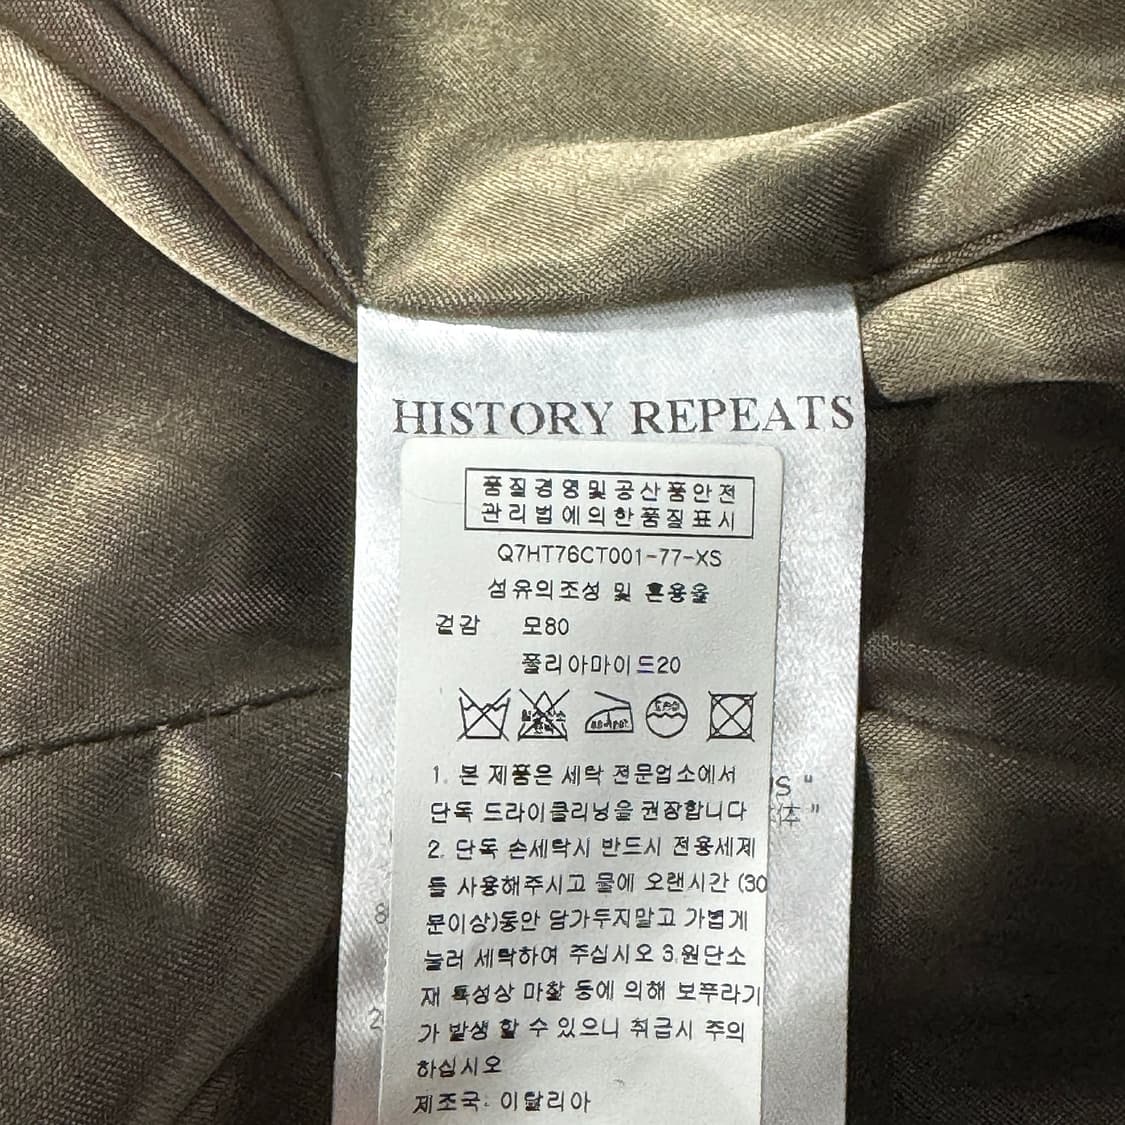 HISTORY REPEATS
품질경영및공산품안전
관리법에의한품질표시
Q7HT76CT001-77-XS
섬유의조성 및 혼용율
겉감 모80
폴리아마이드20
1. 본 제품은 세탁 전문업소에서
단독 드라이클리닝을 권장합니다
2. 단독 손세탁시 반드시 전용세제
를 사용해주시고 물에 오랜시간 (30
분이상)동안 담가두지말고 가볍게
눌러 세탁하여 주십시오 3.원단소
재 특성상 마찰 등에 의해 보푸라기
가 발생 할 수 있으니 취급시 주의
하십시오
제조국: 이탈리아